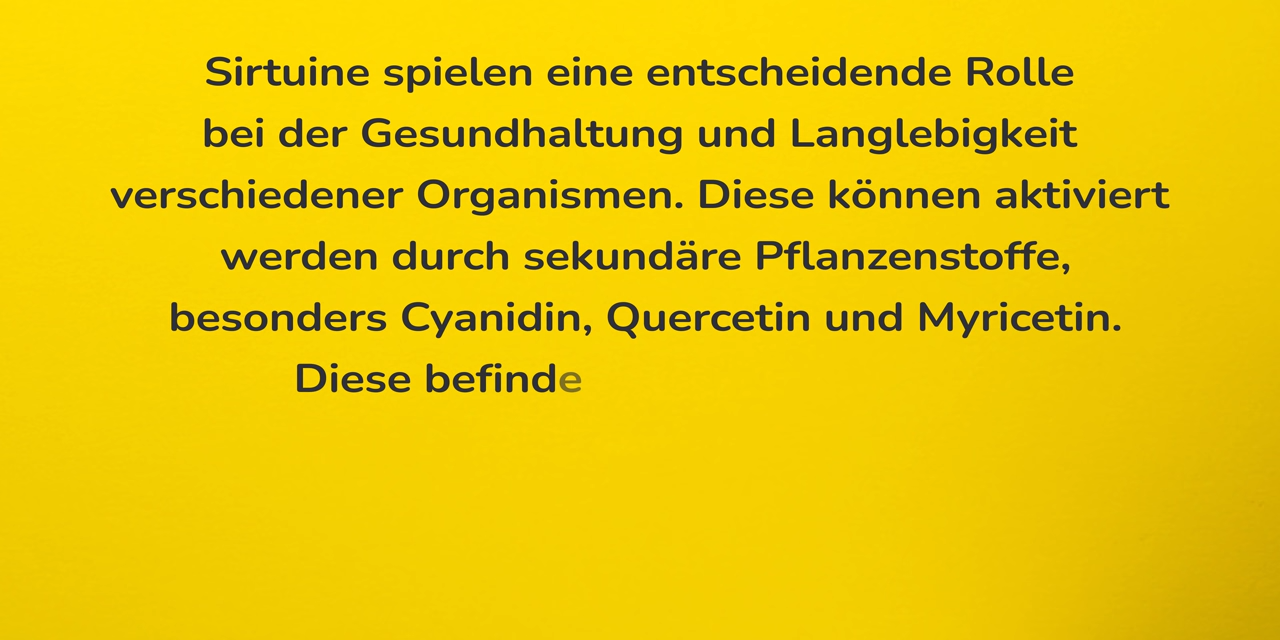 Sirtuine spielen eine entscheidende Rolle
bei der Gesundhaltung und Langlebigkeit
verschiedener Organismen. Diese können aktiviert
werden durch sekundäre Pflanzenstoffe,
besonders Cyanidin, Quercetin und Myricetin.
Diese befinde